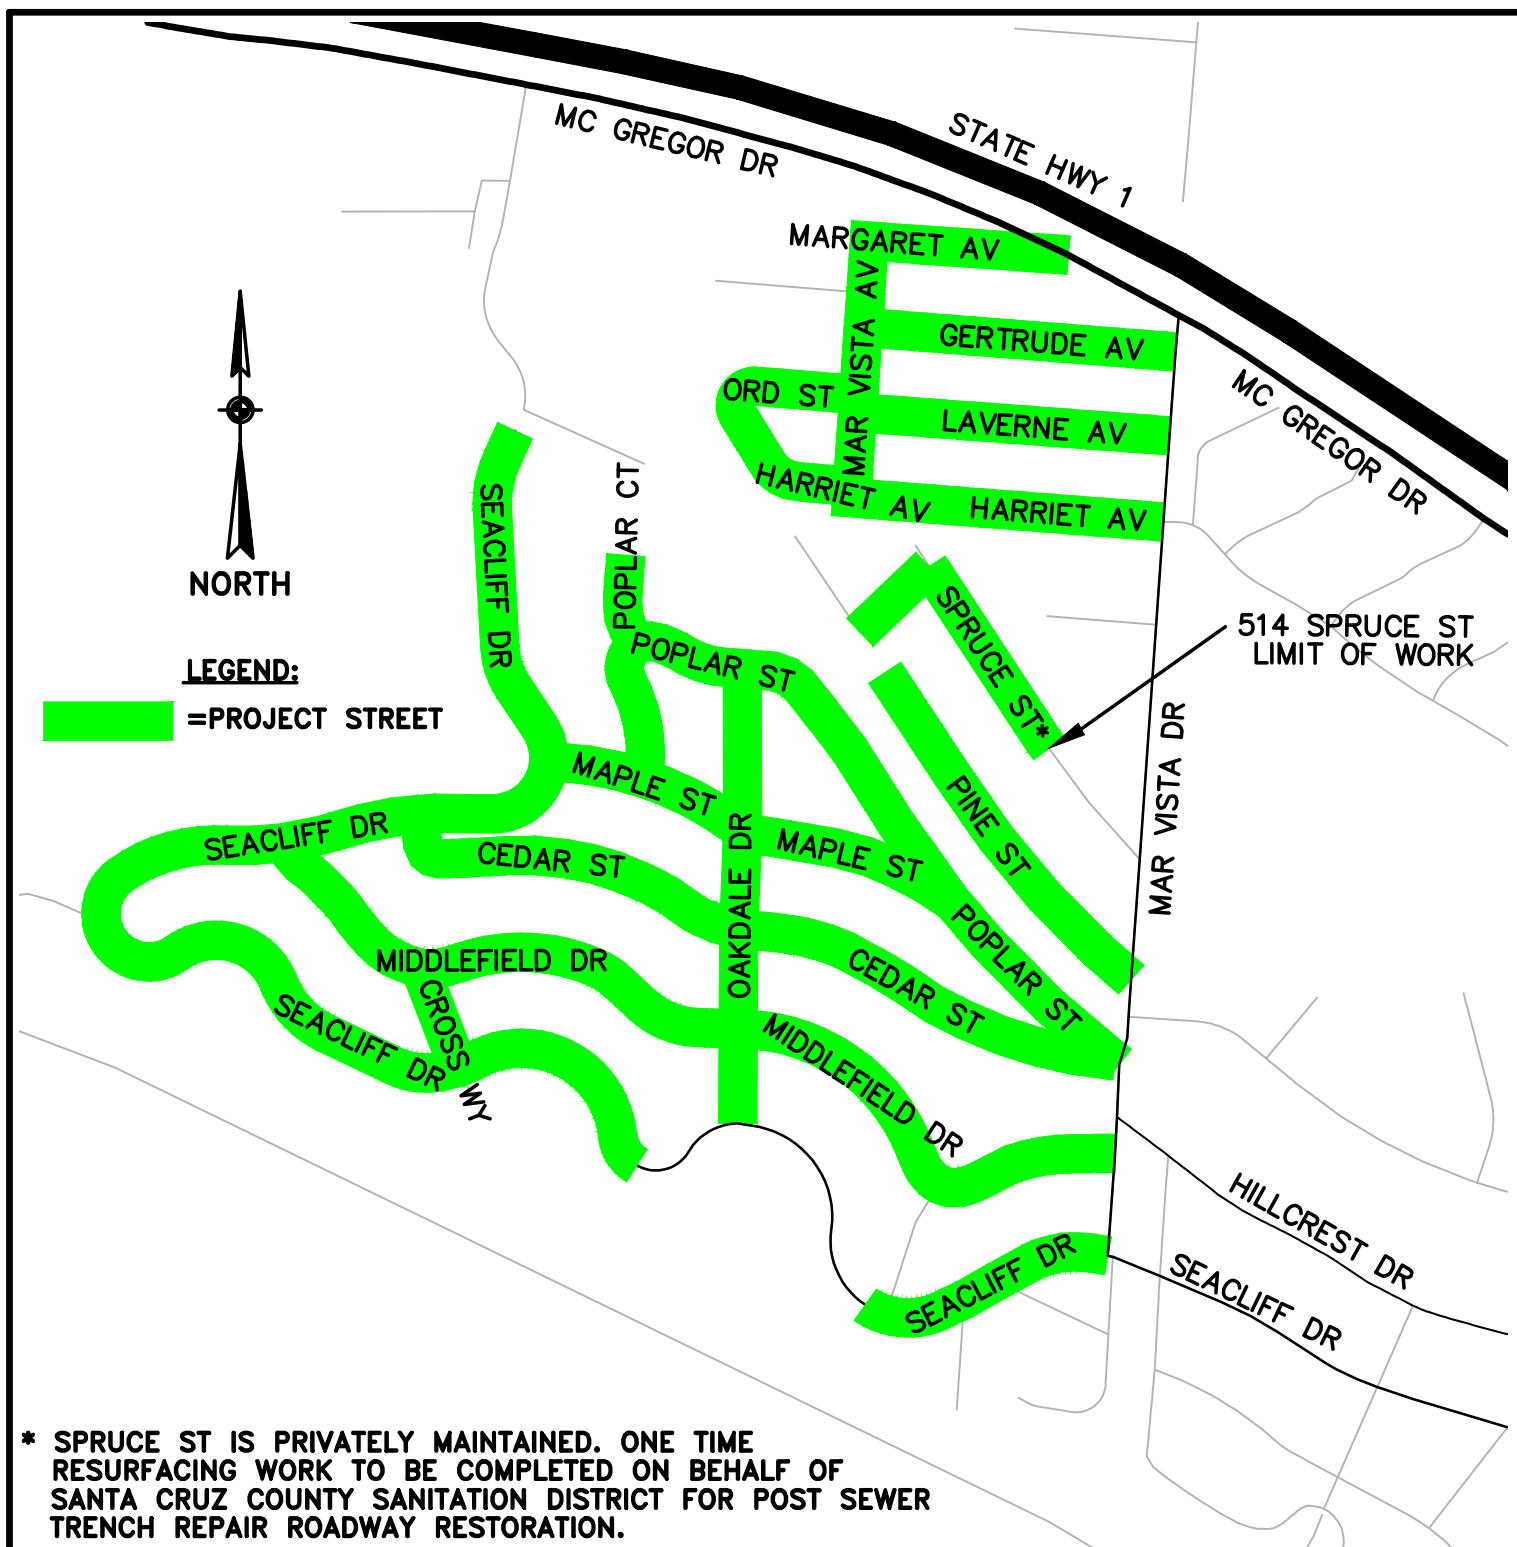 MC GREGOR DR
STATE HWY 1
MARGARET AV
MAR VISTA AV
GERTRUDE AV
MC GREGOR DR
ORD ST
LAVERNE AV
MAR VISTA AV
HARRIET AV
HARRIET AV
NORTH
SEACLIFF DR
POPLAR CT
POPLAR ST
SPRUCE ST*
514 SPRUCE ST
LIMIT OF WORK
LEGEND:
=PROJECT STREET
MAPLE ST
PINE ST
MAR VISTA DR
SEACLIFF DR
CEDAR ST
OAKDALE DR
MAPLE ST
POPLAR ST
MIDDLEFIELD DR
CEDAR ST
CROSS WY
SEACLIFF DR
MIDDLEFIELD DR
HILLCREST DR
SEACLIFF DR
SEACLIFF DR
* SPRUCE ST IS PRIVATELY MAINTAINED. ONE TIME
RESURFACING WORK TO BE COMPLETED ON BEHALF OF
SANTA CRUZ COUNTY SANITATION DISTRICT FOR POST SEWER
TRENCH REPAIR ROADWAY RESTORATION.